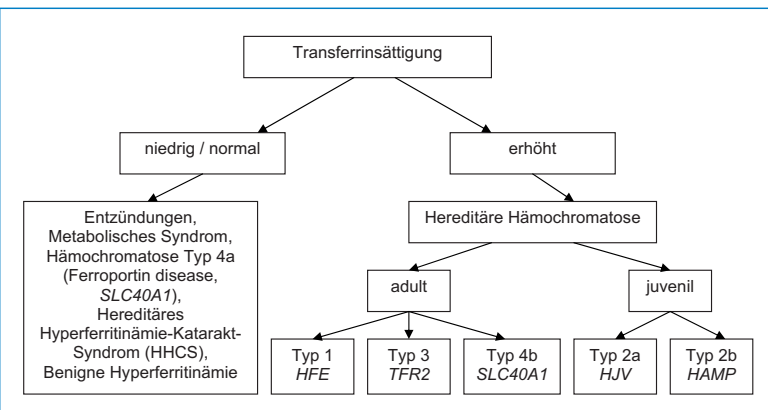 Transferrinsättigung
niedrig / normal
erhöht
Entzündungen,
Metabolisches Syndrom,
Hämochromatose Typ 4a
(Ferroportin disease,
SLC40A1),
Hereditäres
Hyperferritinämie-Katarakt-
Syndrom (HHCS),
Benigne Hyperferritinämie
Hereditäre Hämochromatose
adult
juvenil
Typ 1
HFE
Typ 3
TFR2
Typ 4b
SLC40A1
Typ 2a
HJV
Typ 2b
HAMP